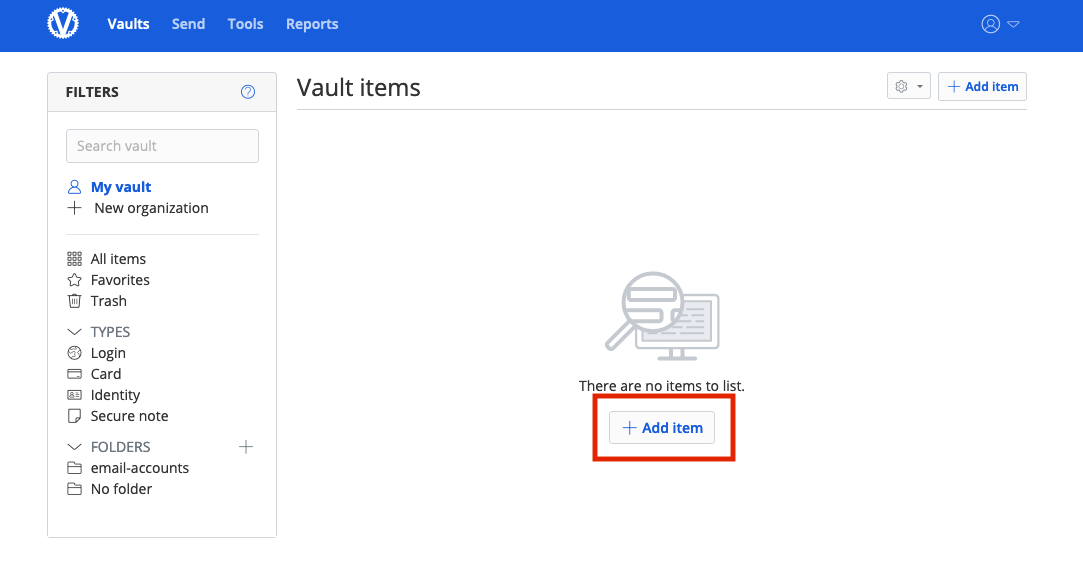 Vaults Send Tools Reports
FILTERS
Search vault
My vault
New organization
All items
Favorites
Trash
TYPES
Login
Card
Identity
Secure note
FOLDERS
email-accounts
No folder
Vault items
Add item
There are no items to list.
Add item